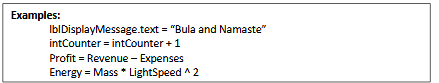 Examples:
lblDisplayMessage.text = “Bula and Namaste”
intCounter = intCounter + 1
Profit = Revenue – Expenses
Energy = Mass * LightSpeed ^ 2